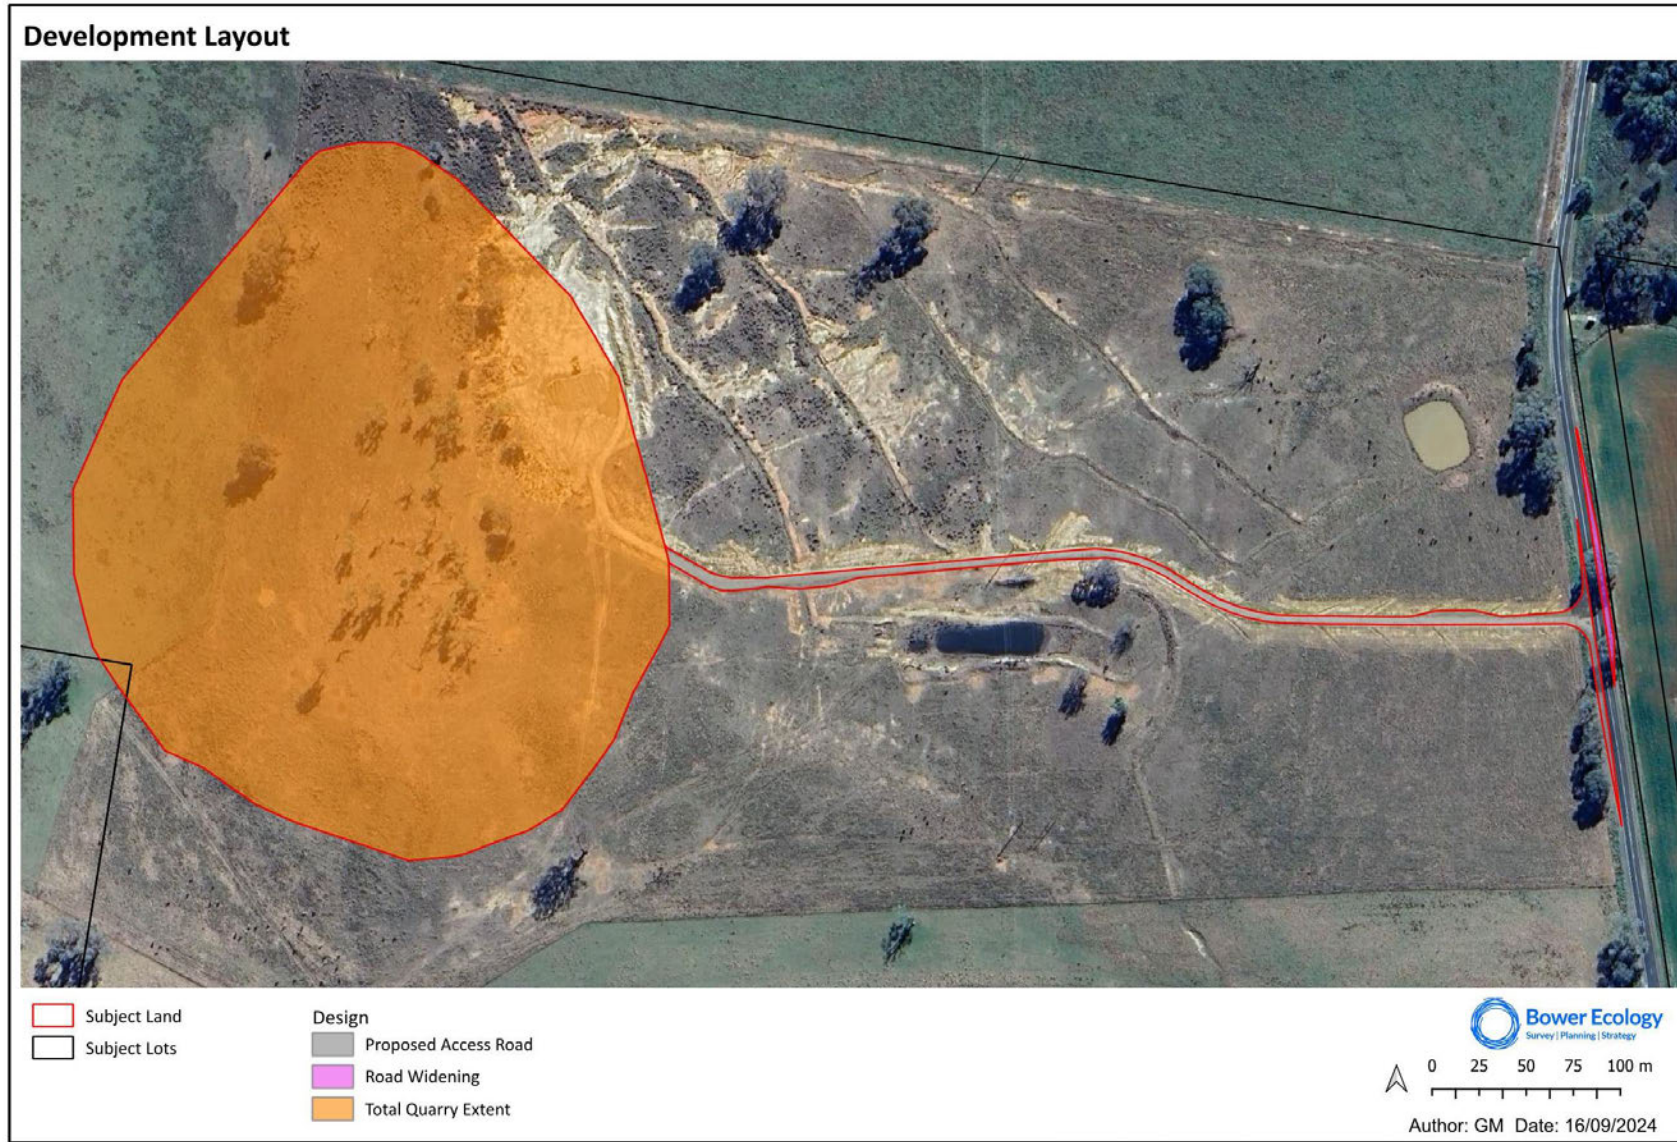 Development Layout
Subject Land
Subject Lots
Design
Proposed Access Road
Road Widening
Total Quarry Extent
Bower Ecology
Survey | Planning | Strategy
0 25 50 75 100 m
Author: GM Date: 16/09/2024